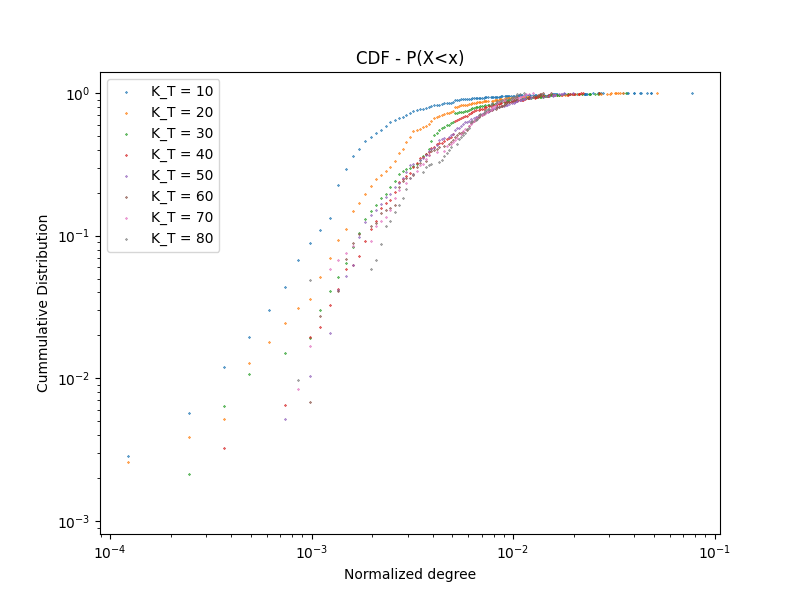 CDF - P(X<x)
K_T = 10
K_T = 20
K_T = 30
K_T = 40
K_T = 50
K_T = 60
K_T = 70
K_T = 80
Cummulative Distribution
10⁰
10⁻¹
10⁻²
10⁻³
10⁻⁴ 10⁻³ 10⁻² 10⁻¹
Normalized degree